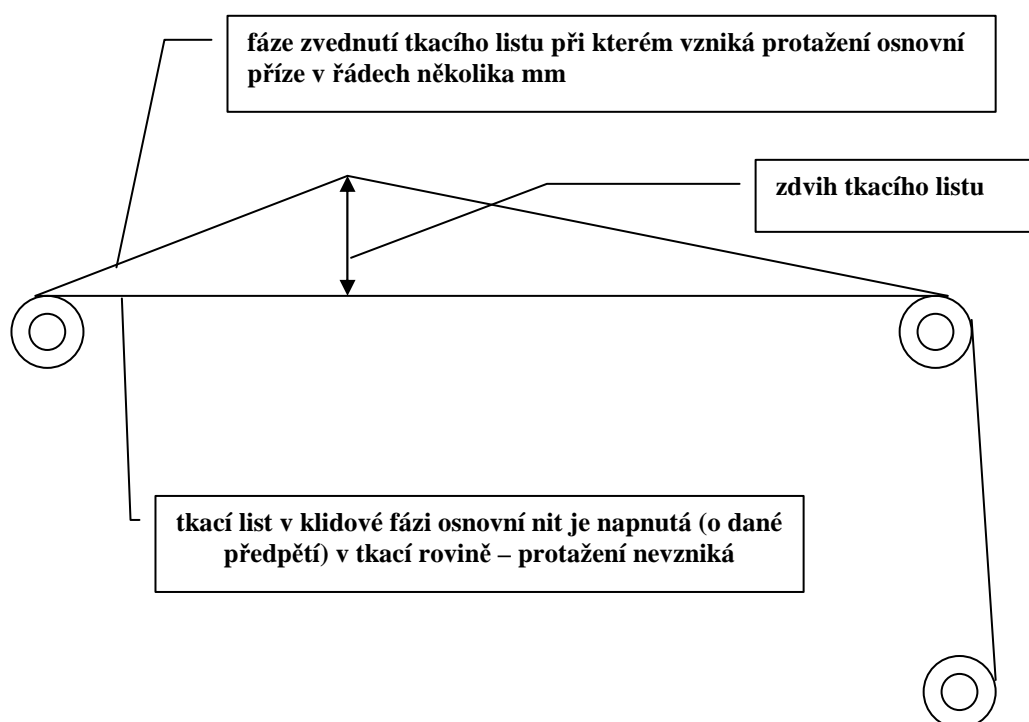 fáze zvednutí tkacího listu při kterém vzniká protažení osnovní
příze v řádech několika mm
zdvih tkacího listu
tkací list v klidové fázi osnovní nit je napnutá (o dané
předpětí) v tkací rovině – protažení nevzniká